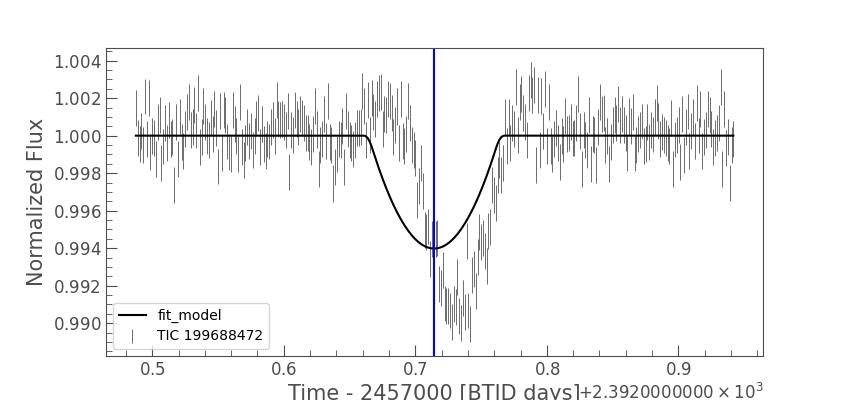 1.004
1.002
1.000
0.998
0.996
0.994
0.992
0.990
Normalized Flux
fit_model
TIC 199688472
0.5 0.6 0.7 0.8 0.9
Time - 2457000 [BTJD days]
+2.3920000000 × 10³